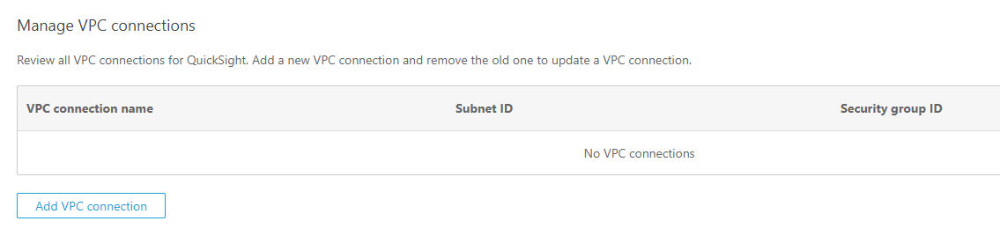 Manage VPC connections
Review all VPC connections for QuickSight. Add a new VPC connection and remove the old one to update a VPC connection.
VPC connection name Subnet ID Security group ID
No VPC connections
Add VPC connection